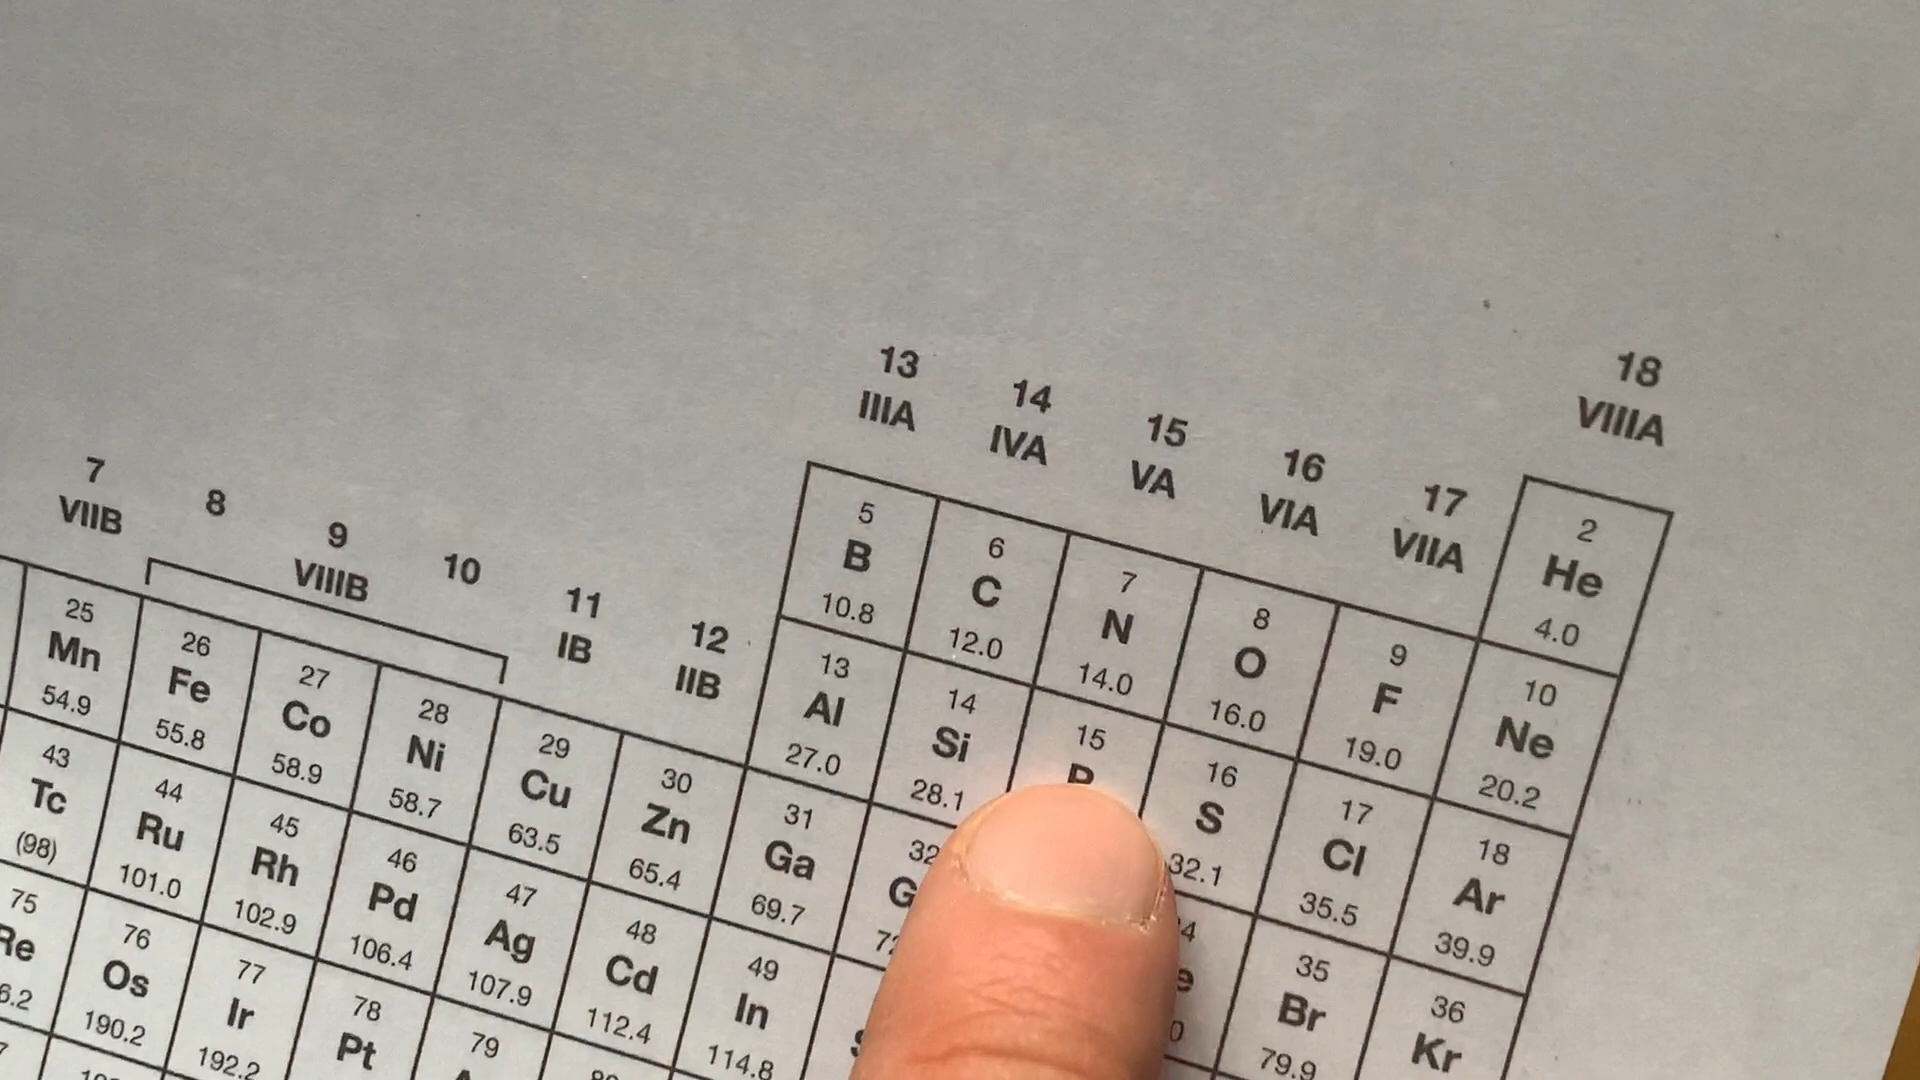 13 14 15 16 17 18
IIIA IVA VA VIA VIIA VIIIA
7 8 9 10 11 12
VIIB VIIIB IB IIB
2
He
4.0
5 6 7 8 9 10
B C N O F Ne
10.8 12.0 14.0 16.0 19.0 20.2
13 14 15 16 17 18
Al Si P S Cl Ar
27.0 28.1 32.1 35.5 39.9
25 26 27 28 29 30 31 32 35 36
Mn Fe Co Ni Cu Zn Ga Br Kr
54.9 55.8 58.9 58.7 63.5 65.4 69.7 79.9
43 44 45 46 47 48 49
Tc Ru Rh Pd Ag Cd In
(98) 101.0 102.9 106.4 107.9 112.4 114.8
75 76 77 78 79
Re Os Ir Pt
190.2 192.2